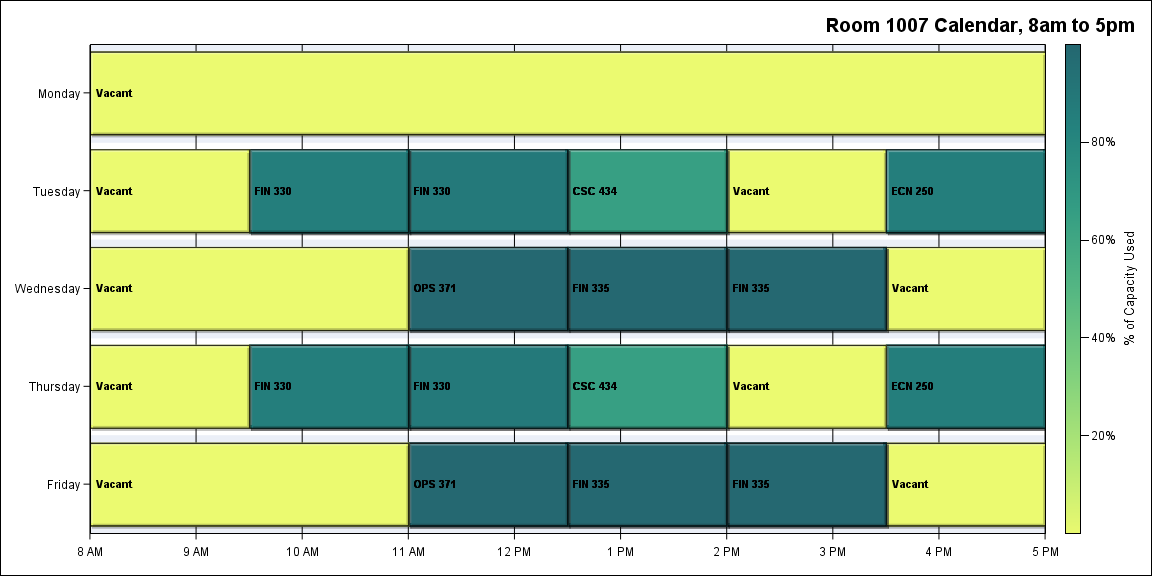 Room 1007 Calendar, 8am to 5pm
Monday
Vacant
Tuesday
Vacant
FIN 330
FIN 330
CSC 434
Vacant
ECN 250
Wednesday
Vacant
OPS 371
FIN 335
FIN 335
Vacant
Thursday
Vacant
FIN 330
FIN 330
CSC 434
Vacant
ECN 250
Friday
Vacant
OPS 371
FIN 335
FIN 335
Vacant
8 AM
9 AM
10 AM
11 AM
12 PM
1 PM
2 PM
3 PM
4 PM
5 PM
80%
60%
40%
20%
% of Capacity Used